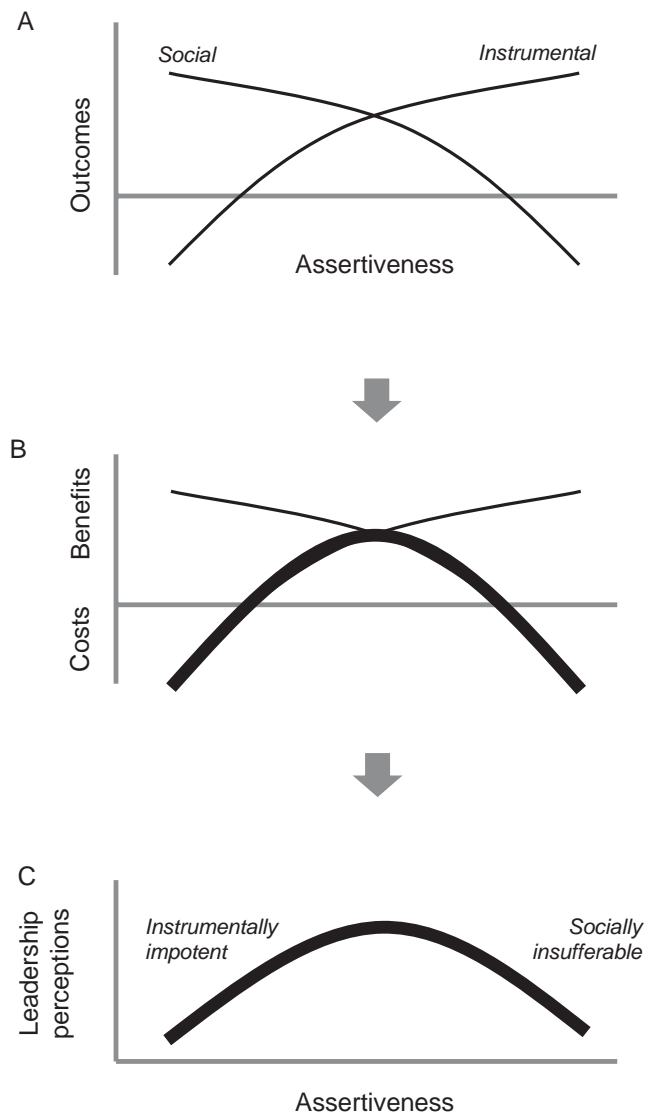 A
Social
Instrumental
Outcomes
Assertiveness
B
Benefits
Costs
C
Instrumentally
impotent
Socially
insufferable
Leadership
perceptions
Assertiveness